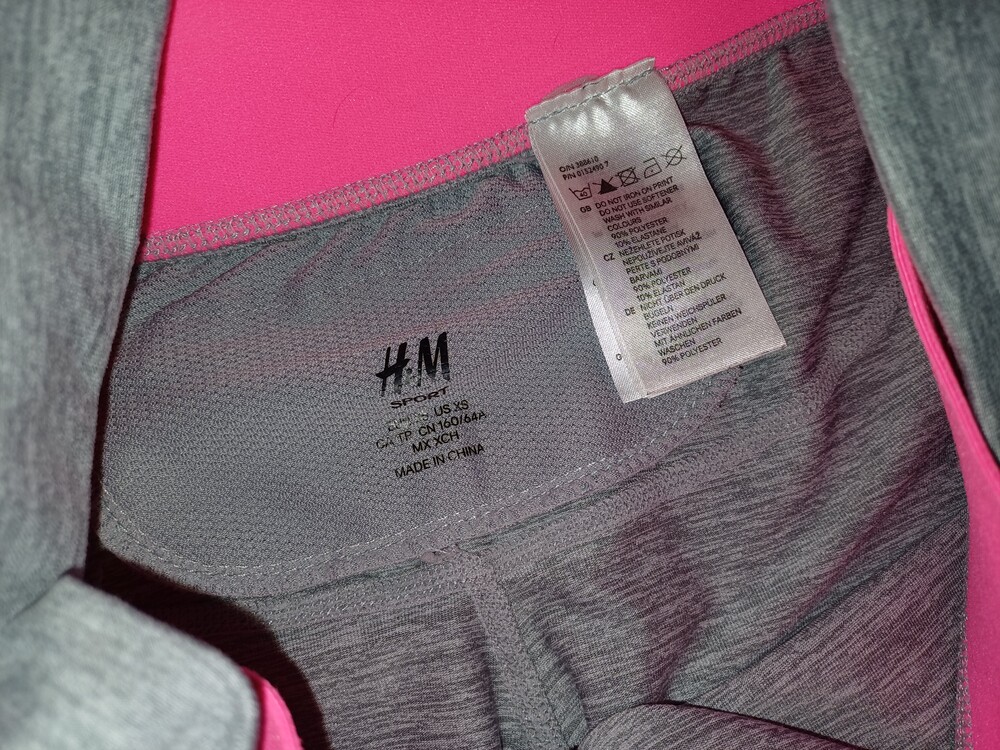 H&M
SPORT
US XS
CN 160/64A
MX XCH
MADE IN CHINA
O/N 388610
P/N 0152490 7
GB DO NOT IRON ON PRINT
DO NOT USE SOFTENER
WASH WITH SIMILAR
COLOURS
90% POLYESTER
10% ELASTANE
CZ NEŽEHLETE POTISK
NEPOUŽÍVEJTE AVIVÁŽ
PERTE S PODOBNÝMI
BARVAMI
90% POLYESTER
10% ELASTAN
DE NICHT ÜBER DEN DRUCK
BÜGELN
KEINEN WEICHSPÜLER
VERWENDEN
MIT ÄHNLICHEN FARBEN
WASCHEN
90% POLYESTER